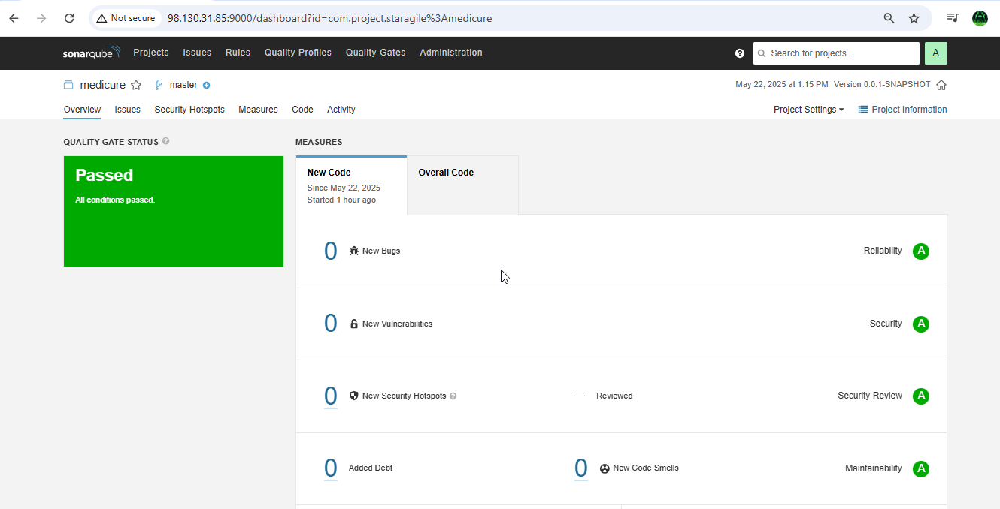 Not secure 98.130.31.85:9000/dashboard?id=com.project.staragile%3Amedicure
sonarqube Projects Issues Rules Quality Profiles Quality Gates Administration ? Search for projects... A
medicure master May 22, 2025 at 1:15 PM Version 0.0.1-SNAPSHOT
Overview Issues Security Hotspots Measures Code Activity Project Settings Project Information
QUALITY GATE STATUS ? MEASURES
Passed
All conditions passed.
New Code Overall Code
Since May 22, 2025
Started 1 hour ago
0 New Bugs Reliability A
0 New Vulnerabilities Security A
0 New Security Hotspots ? — Reviewed Security Review A
0 Added Debt 0 New Code Smells Maintainability A